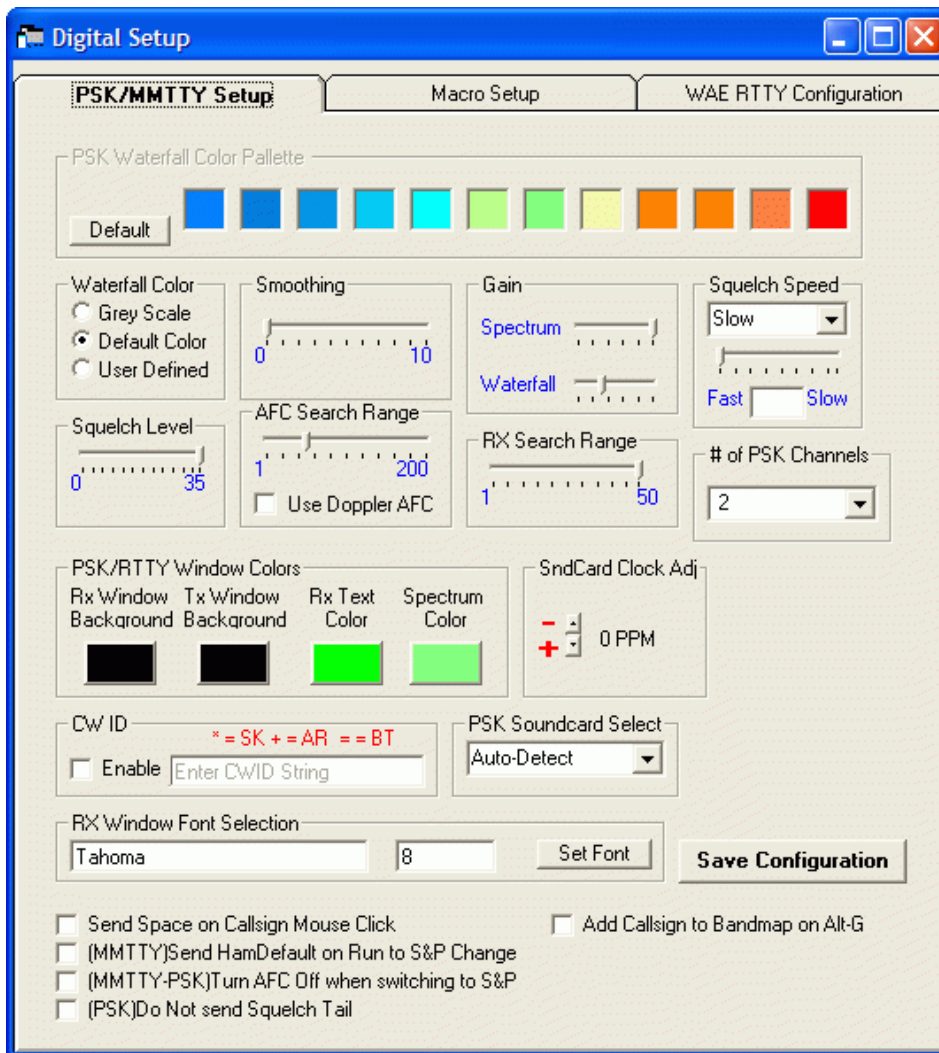 Digital Setup
PSK/MMTTY Setup
Macro Setup
WAE RTTY Configuration
PSK Waterfall Color Pallette
Default
Waterfall Color
Grey Scale
Default Color
User Defined
Smoothing
0 10
Gain
Spectrum
Waterfall
Squelch Speed
Slow
Fast Slow
Squelch Level
0 35
AFC Search Range
1 200
Use Doppler AFC
RX Search Range
1 50
# of PSK Channels
2
PSK/RTTY Window Colors
Rx Window Background
Tx Window Background
Rx Text Color
Spectrum Color
SndCard Clock Adj
- + 0 PPM
CW ID
* = SK + = AR = = BT
Enable Enter CWID String
PSK Soundcard Select
Auto-Detect
RX Window Font Selection
Tahoma 8 Set Font
Save Configuration
Send Space on Callsign Mouse Click
Add Callsign to Bandmap on Alt-G
(MMTTY)Send HamDefault on Run to S&P Change
(MMTTY-PSK)Turn AFC Off when switching to S&P
(PSK)Do Not send Squelch Tail